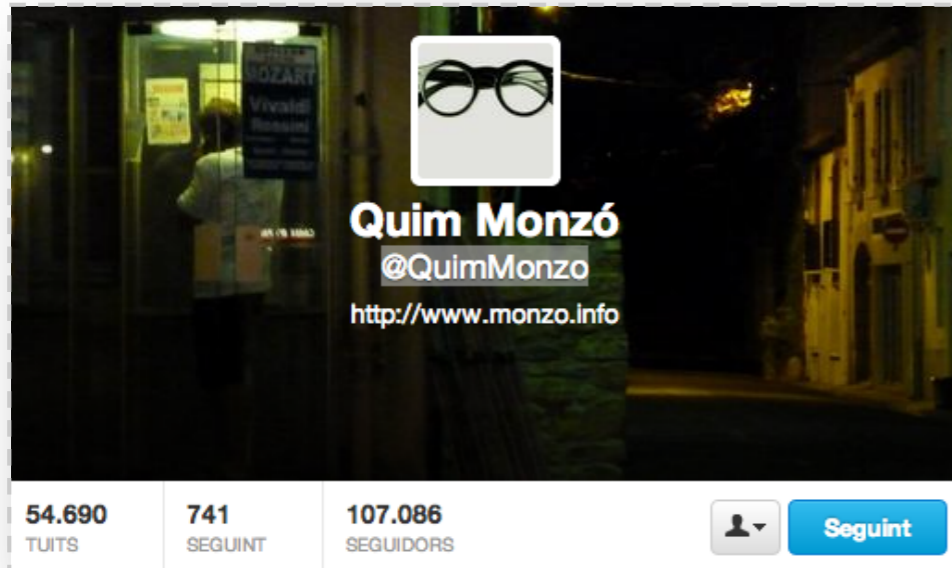 MOZART
Vivaldi
Rossini
Quim Monzó
@QuimMonzo
http://www.monzo.info
54.690
TUITS
741
SEGUINT
107.086
SEGUIDORS
Seguint